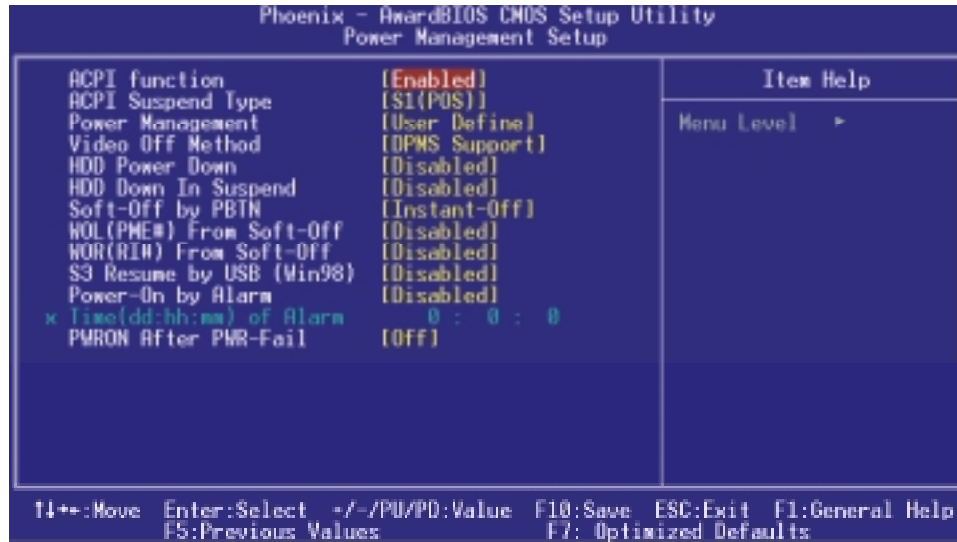 Phoenix - AwardBIOS CMOS Setup Utility
Power Management Setup
ACPI function [Enabled]
ACPI Suspend Type [S1(POS)]
Power Management [User Define]
Video Off Method [DPMS Support]
HDD Power Down [Disabled]
HDD Down In Suspend [Disabled]
Soft-Off by PBTN [Instant-Off]
WOL(PME#) From Soft-Off [Disabled]
WOR(RI#) From Soft-Off [Disabled]
S3 Resume by USB (Win98) [Disabled]
Power-On by Alarm [Disabled]
x Time(dd:hh:mm) of Alarm 0 : 0 : 0
PWRON After PWR-Fail [Off]
Item Help
Menu Level ►
↑↓→←:Move Enter:Select +/-/PU/PD:Value F10:Save ESC:Exit F1:General Help
F5:Previous Values F7: Optimized Defaults